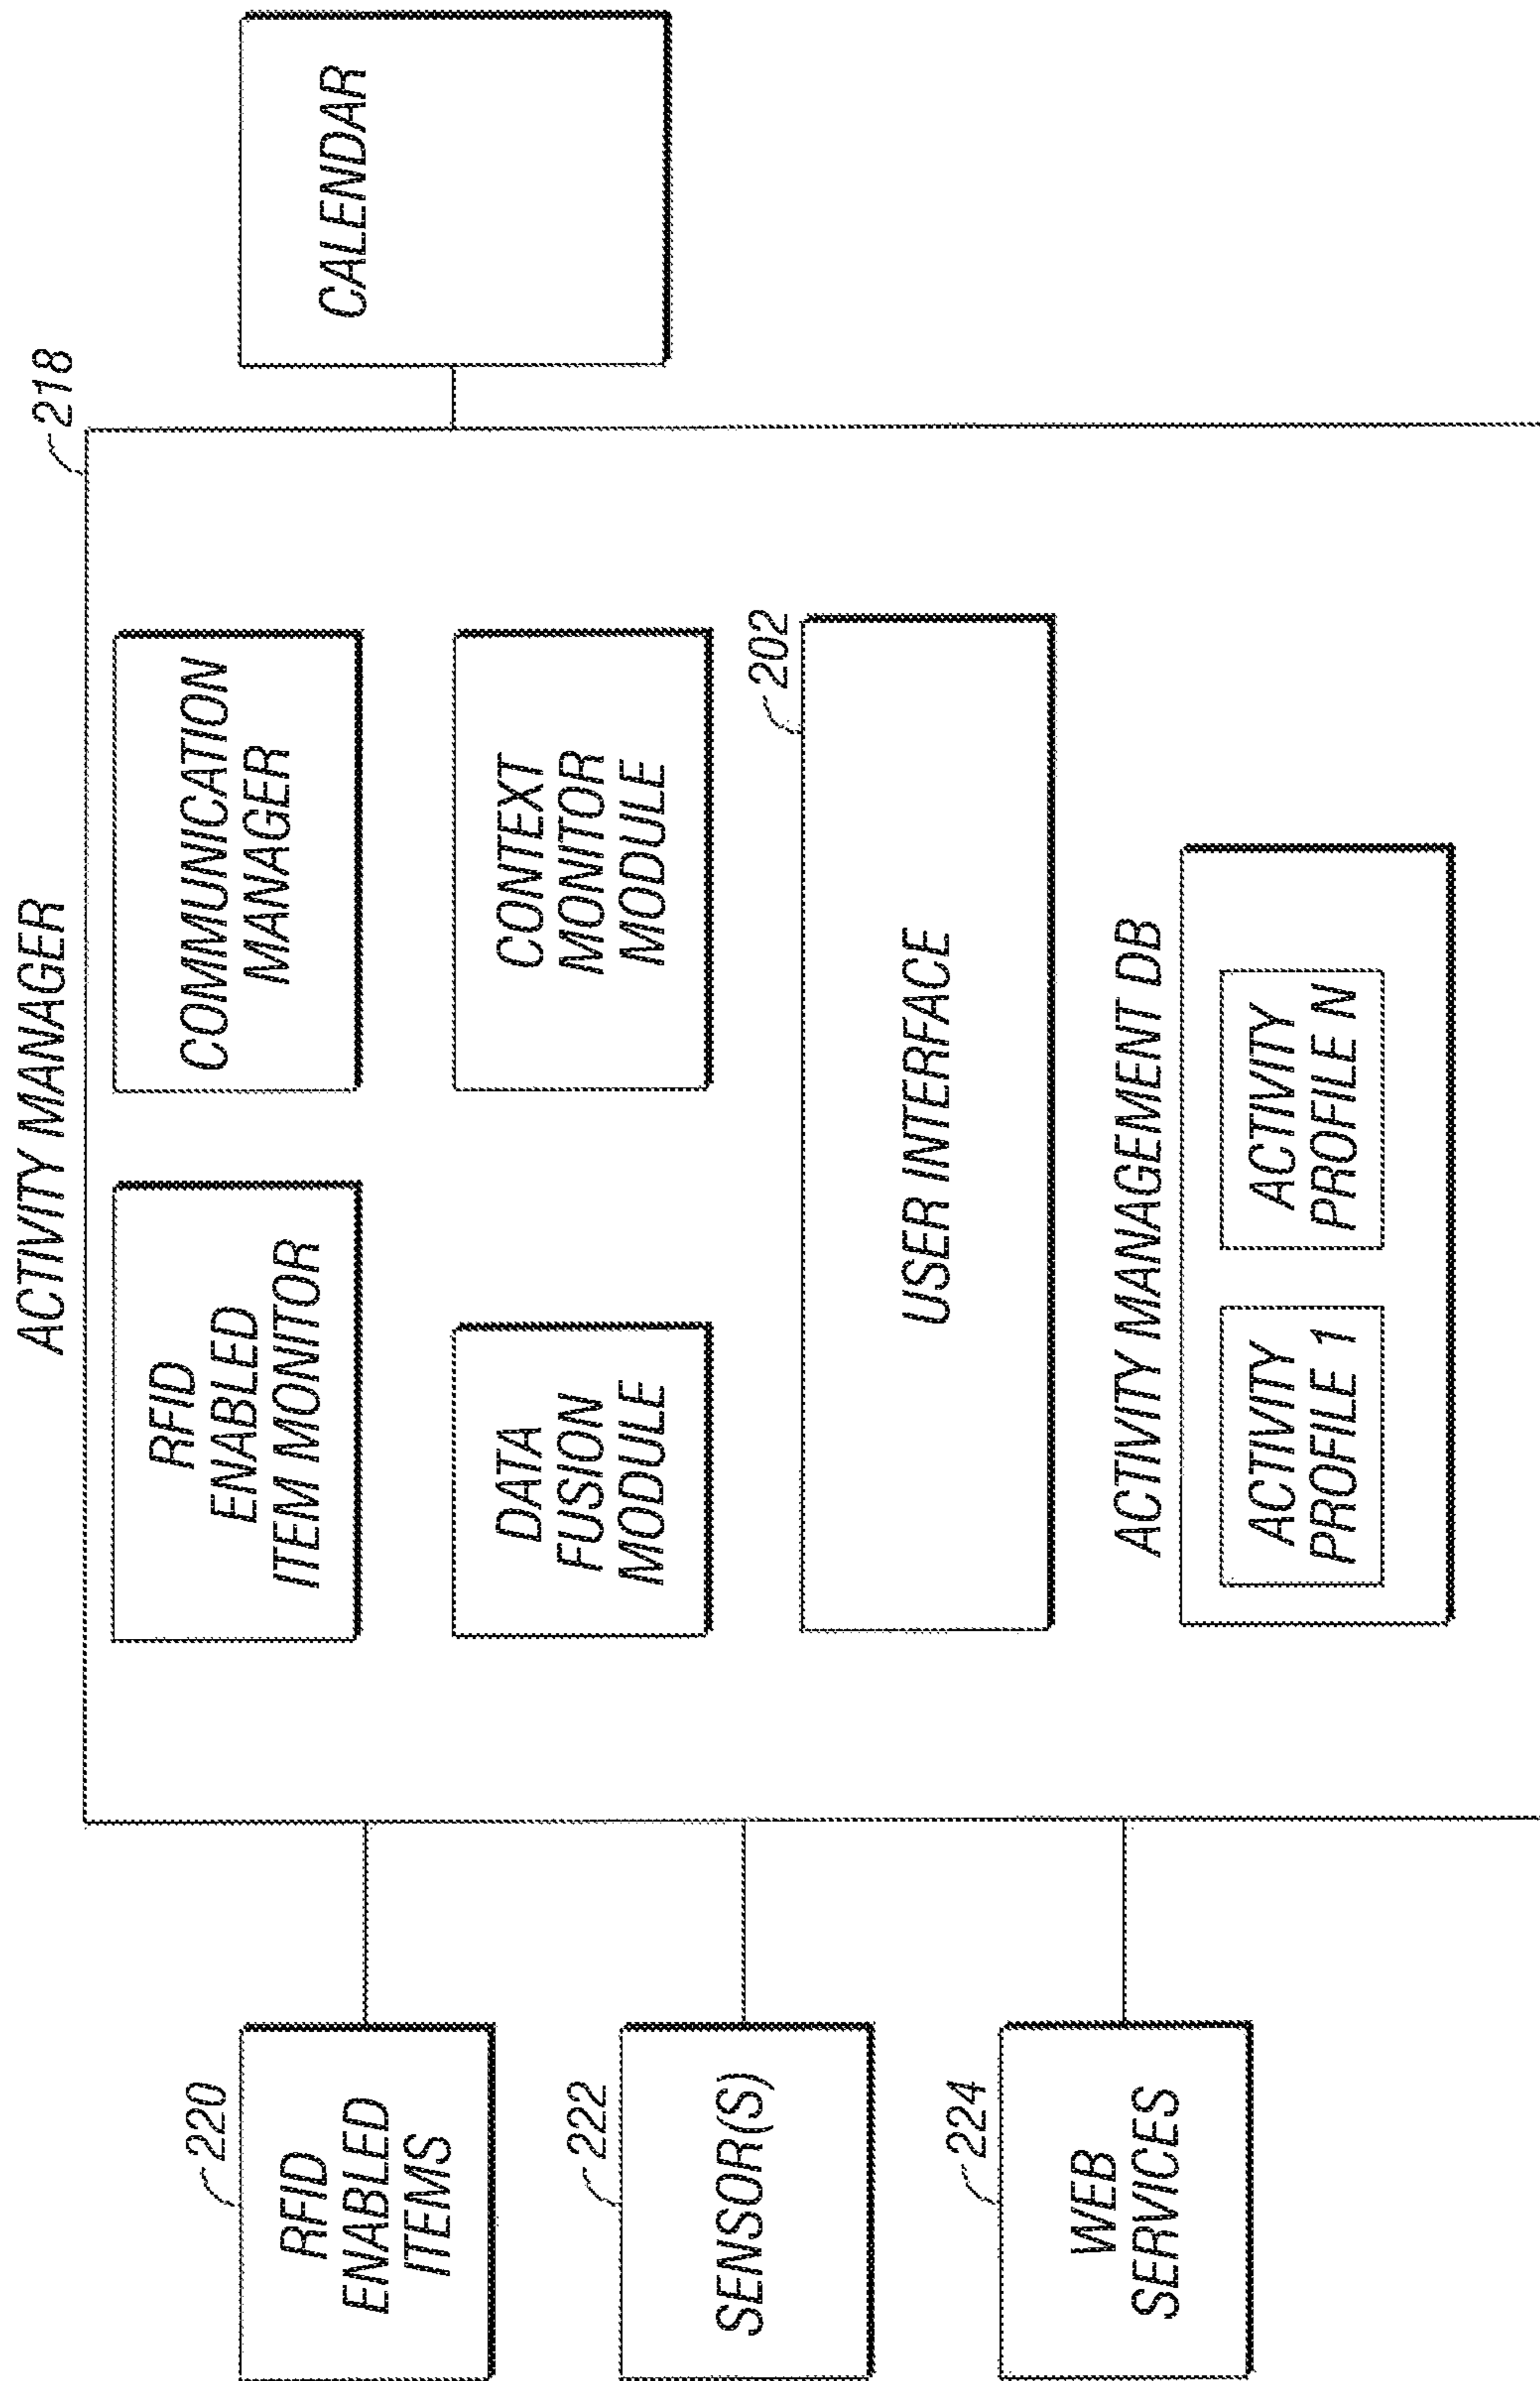 ACTIVITY MANAGER
218
RFID
ENABLED
ITEM MONITOR
COMMUNICATION
MANAGER
DATA
FUSION
MODULE
CONTEXT
MONITOR
MODULE
202
USER INTERFACE
ACTIVITY MANAGEMENT DB
ACTIVITY
PROFILE 1
ACTIVITY
PROFILE N
220
RFID
ENABLED
ITEMS
222
SENSOR(S)
224
WEB
SERVICES
CALENDAR